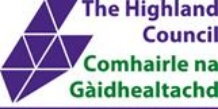 The Highland
Council
Comhairle na
Gàidhealtachd